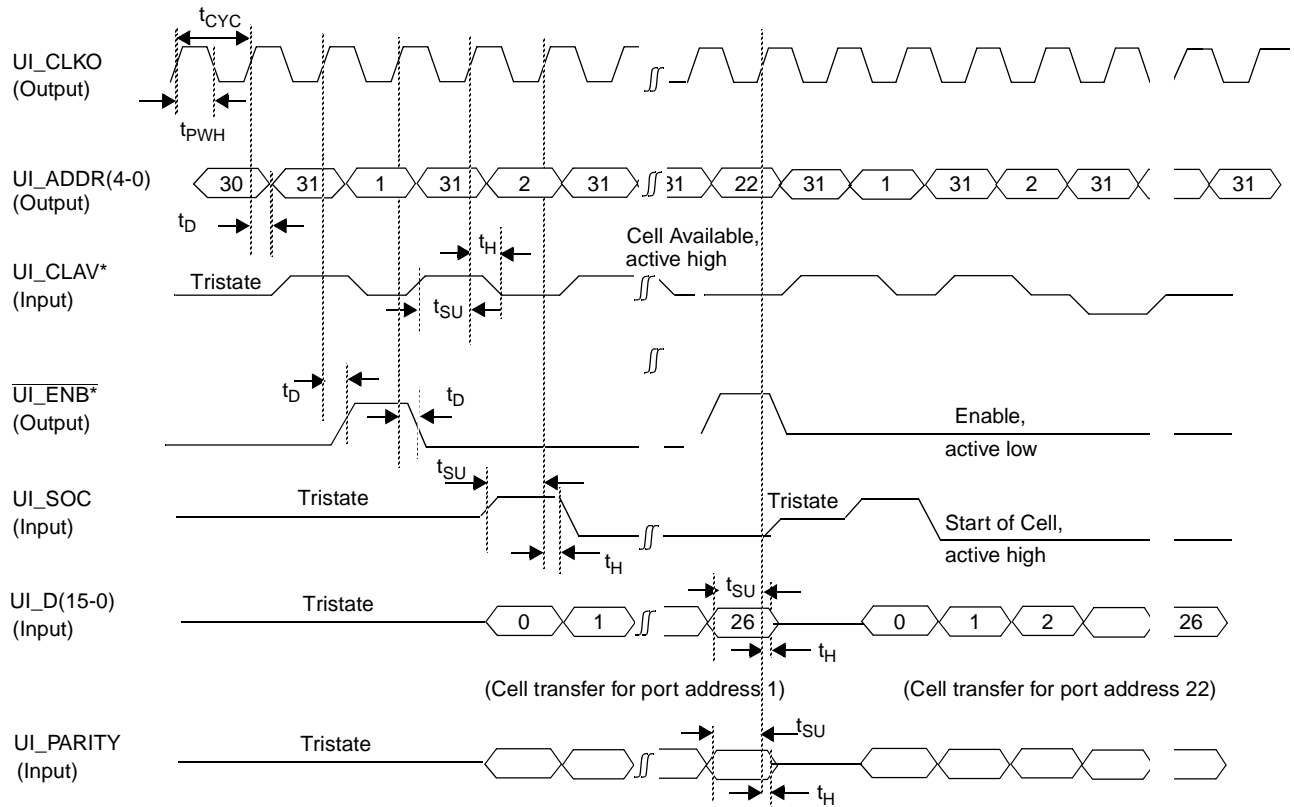 tCYC
UI_CLKO
(Output)
tPWH
UI_ADDR(4-0)
(Output)
30 31 1 31 2 31 31 22 31 1 31 2 31 31
tD
tH
Cell Available,
active high
UI_CLAV*
(Input)
Tristate
tSU
UI_ENB*
(Output)
tD
tD
Enable,
active low
tSU
UI_SOC
(Input)
Tristate
Tristate
Start of Cell,
active high
tH
UI_D(15-0)
(Input)
Tristate
tSU
0 1 26 0 1 2 26
tH
(Cell transfer for port address 1) (Cell transfer for port address 22)
UI_PARITY
(Input)
Tristate
tSU
tH